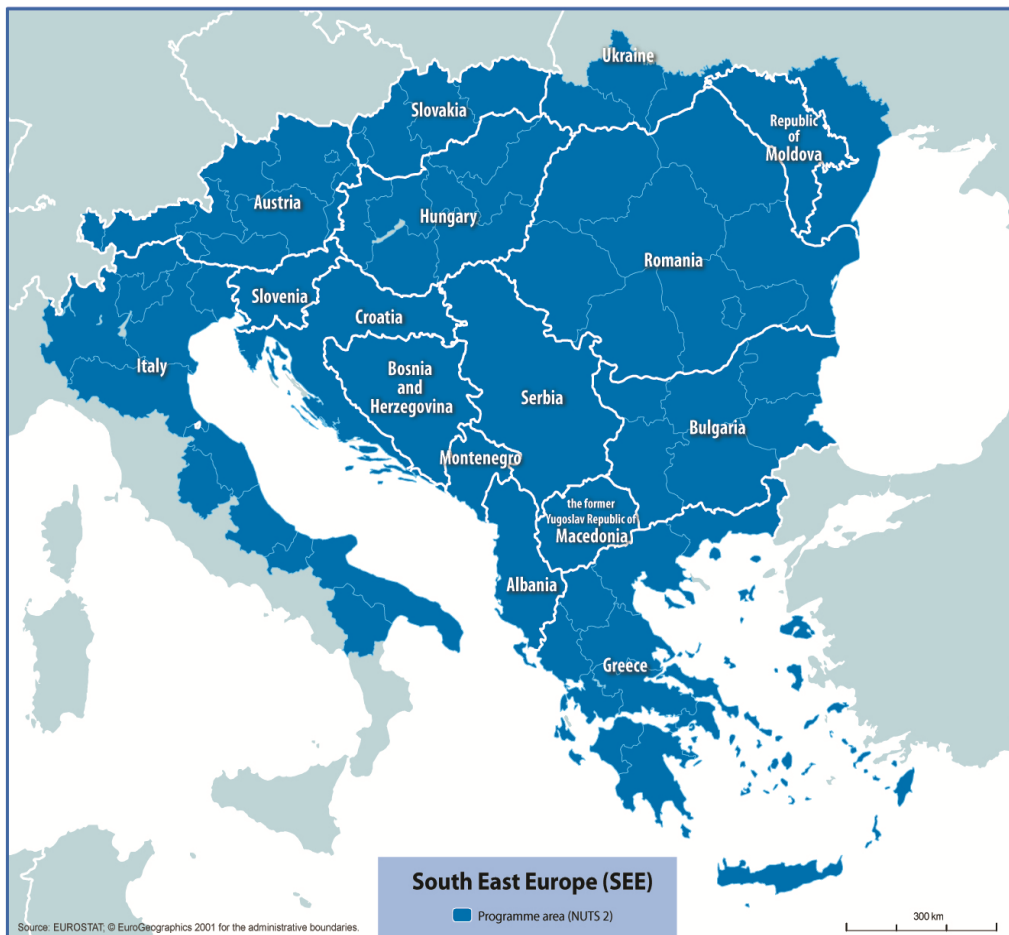 Ukraine
Slovakia
Republic
of
Moldova
Austria
Hungary
Romania
Slovenia
Croatia
Italy
Bosnia
and
Herzegovina
Serbia
Bulgaria
Montenegro
the former
Yugoslav Republic of
Macedonia
Albania
Greece
South East Europe (SEE)
Programme area (NUTS 2)
Source: EUROSTAT; © EuroGeographics 2001 for the administrative boundaries.
300 km